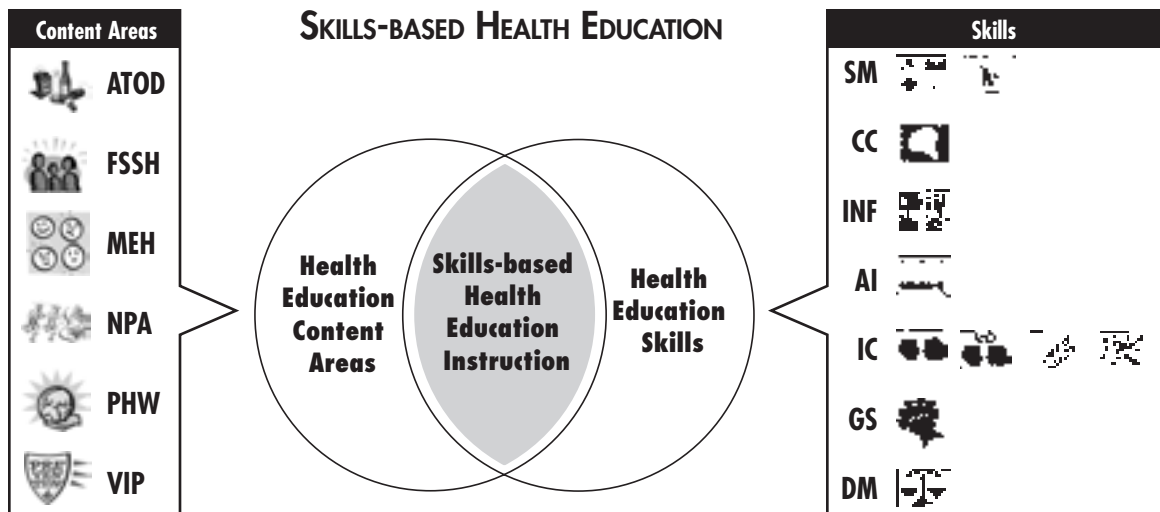 SKILLS-BASED HEALTH EDUCATION
Content Areas
ATOD
FSSH
MEH
NPA
PHW
VIP
Health
Education
Content
Areas
Skills-based
Health
Education
Instruction
Health
Education
Skills
Skills
SM
CC
INF
AI
IC
GS
DM